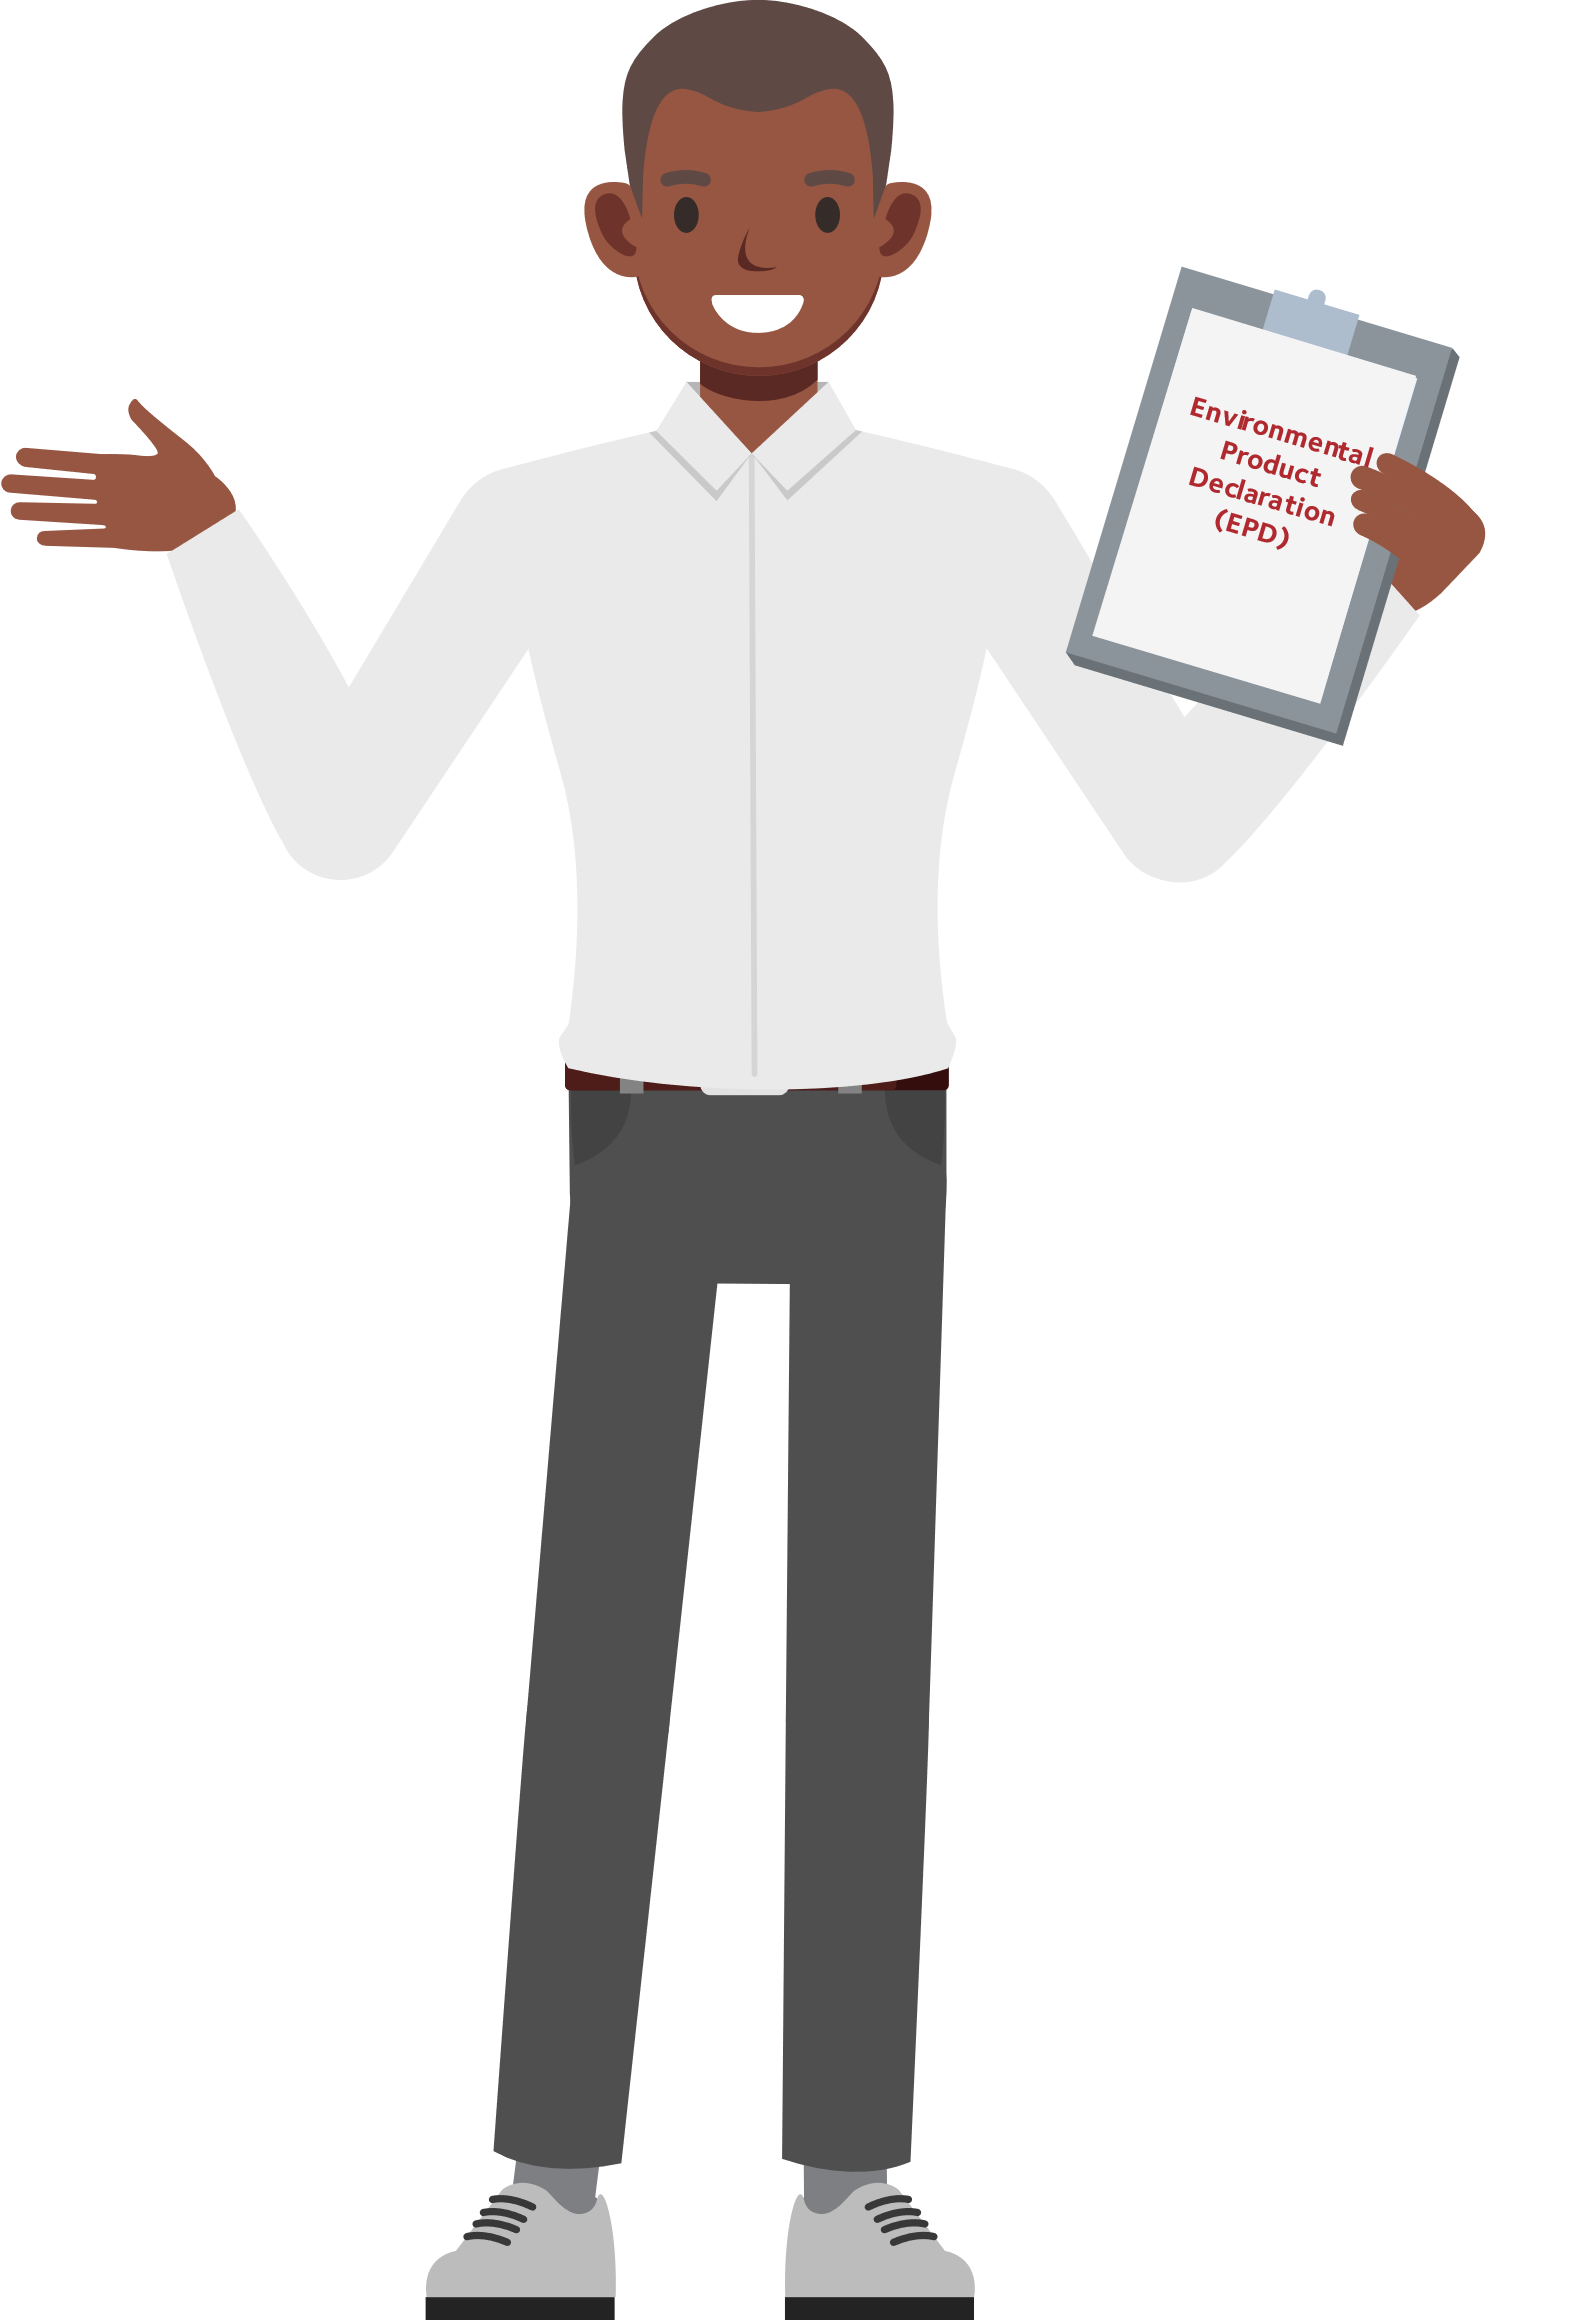 Environmental
Product
Declaration
(EPD)